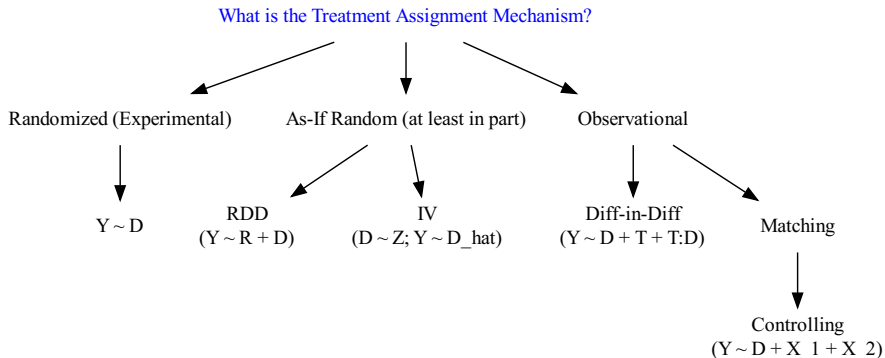 What is the Treatment Assignment Mechanism?
Randomized (Experimental)
As-If Random (at least in part)
Observational
Y ~ D
RDD
(Y ~ R + D)
IV
(D ~ Z; Y ~ D_hat)
Diff-in-Diff
(Y ~ D + T + T:D)
Matching
Controlling
(Y ~ D + X_1 + X_2)